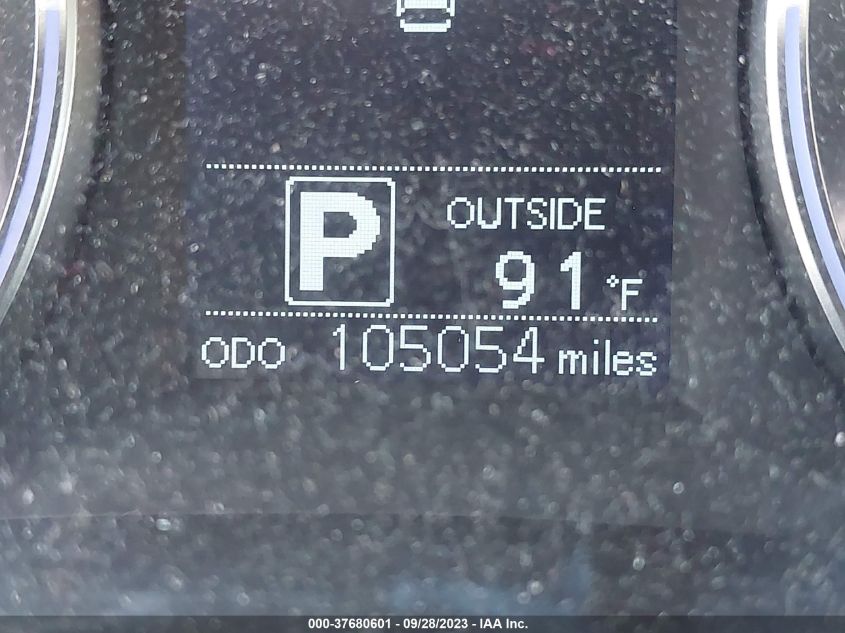 P
OUTSIDE
91 °F
ODO 105054 miles
000-37680601 - 09/28/2023 - IAA Inc.